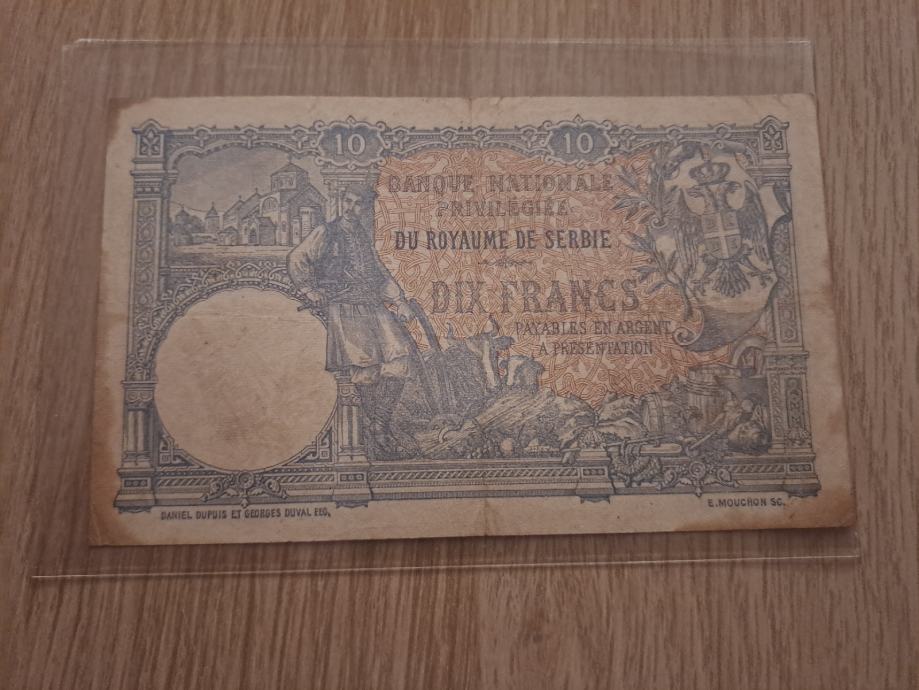 10
10
BANQUE NATIONALE
PRIVILÉGIÉE
DU ROYAUME DE SERBIE
DIX FRANCS
PAYABLES EN ARGENT
A PRÉSENTATION
DANIEL DUPUIS ET GEORGES DUVAL FEC.
E. MOUCHON SC.